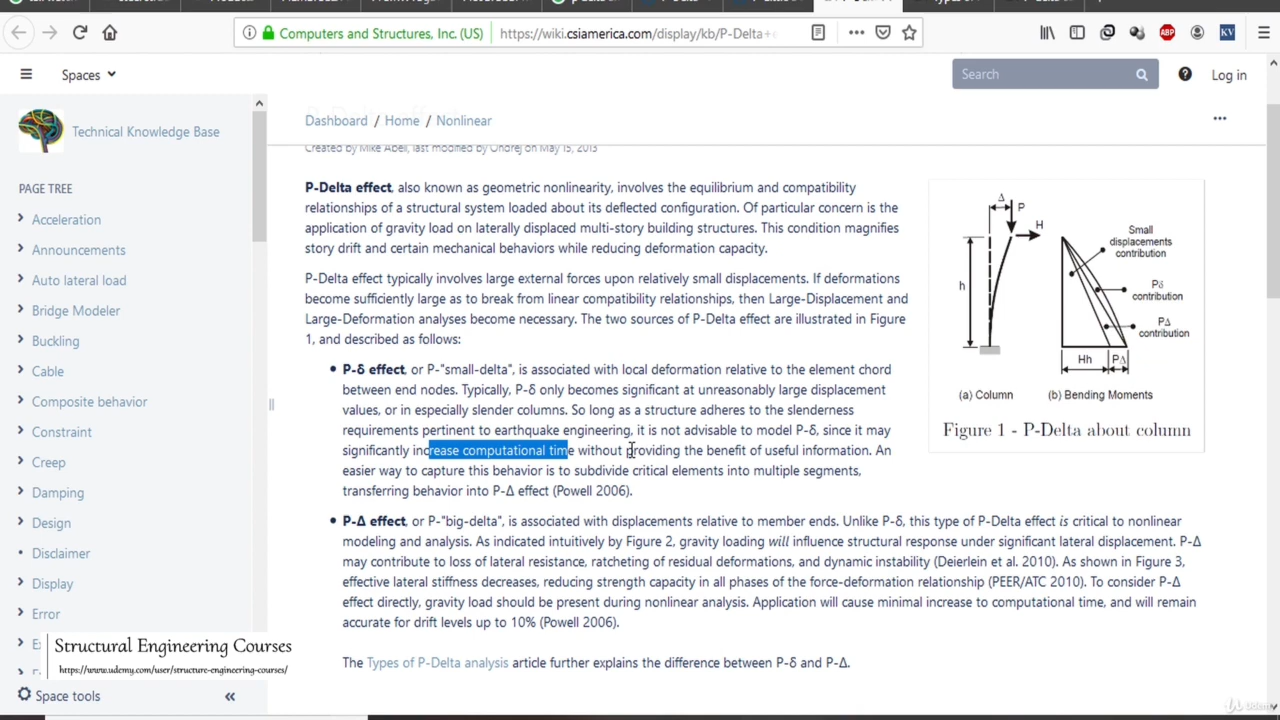 Computers and Structures, Inc. (US)
https://wiki.csiamerica.com/display/kb/P-Delta+
ABP
KV
Spaces
Search
Log in
Technical Knowledge Base
PAGE TREE
Acceleration
Announcements
Auto lateral load
Bridge Modeler
Buckling
Cable
Composite behavior
Constraint
Creep
Damping
Design
Disclaimer
Display
Error
Space tools
«
Dashboard / Home / Nonlinear
Created by Mike Abell, last modified by Ondrej on May 15, 2013
P-Delta effect, also known as geometric nonlinearity, involves the equilibrium and compatibility
relationships of a structural system loaded about its deflected configuration. Of particular concern is the
application of gravity load on laterally displaced multi-story building structures. This condition magnifies
story drift and certain mechanical behaviors while reducing deformation capacity.
P-Delta effect typically involves large external forces upon relatively small displacements. If deformations
become sufficiently large as to break from linear compatibility relationships, then Large-Displacement and
Large-Deformation analyses become necessary. The two sources of P-Delta effect are illustrated in Figure
1, and described as follows:
• P-δ effect, or P-"small-delta", is associated with local deformation relative to the element chord
between end nodes. Typically, P-δ only becomes significant at unreasonably large displacement
values, or in especially slender columns. So long as a structure adheres to the slenderness
requirements pertinent to earthquake engineering, it is not advisable to model P-δ, since it may
significantly increase computational time without providing the benefit of useful information. An
easier way to capture this behavior is to subdivide critical elements into multiple segments,
transferring behavior into P-Δ effect (Powell 2006).
• P-Δ effect, or P-"big-delta", is associated with displacements relative to member ends. Unlike P-δ, this type of P-Delta effect is critical to nonlinear
modeling and analysis. As indicated intuitively by Figure 2, gravity loading will influence structural response under significant lateral displacement. P-Δ
may contribute to loss of lateral resistance, ratcheting of residual deformations, and dynamic instability (Deierlein et al. 2010). As shown in Figure 3,
effective lateral stiffness decreases, reducing strength capacity in all phases of the force-deformation relationship (PEER/ATC 2010). To consider P-Δ
effect directly, gravity load should be present during nonlinear analysis. Application will cause minimal increase to computational time, and will remain
accurate for drift levels up to 10% (Powell 2006).
The Types of P-Delta analysis article further explains the difference between P-δ and P-Δ.
Δ
P
H
h
Small
displacements
contribution
Pδ
contribution
PΔ
contribution
Hh
PΔ
(a) Column
(b) Bending Moments
Figure 1 - P-Delta about column
Structural Engineering Courses
https://www.udemy.com/user/structure-engineering-courses/
Udemy